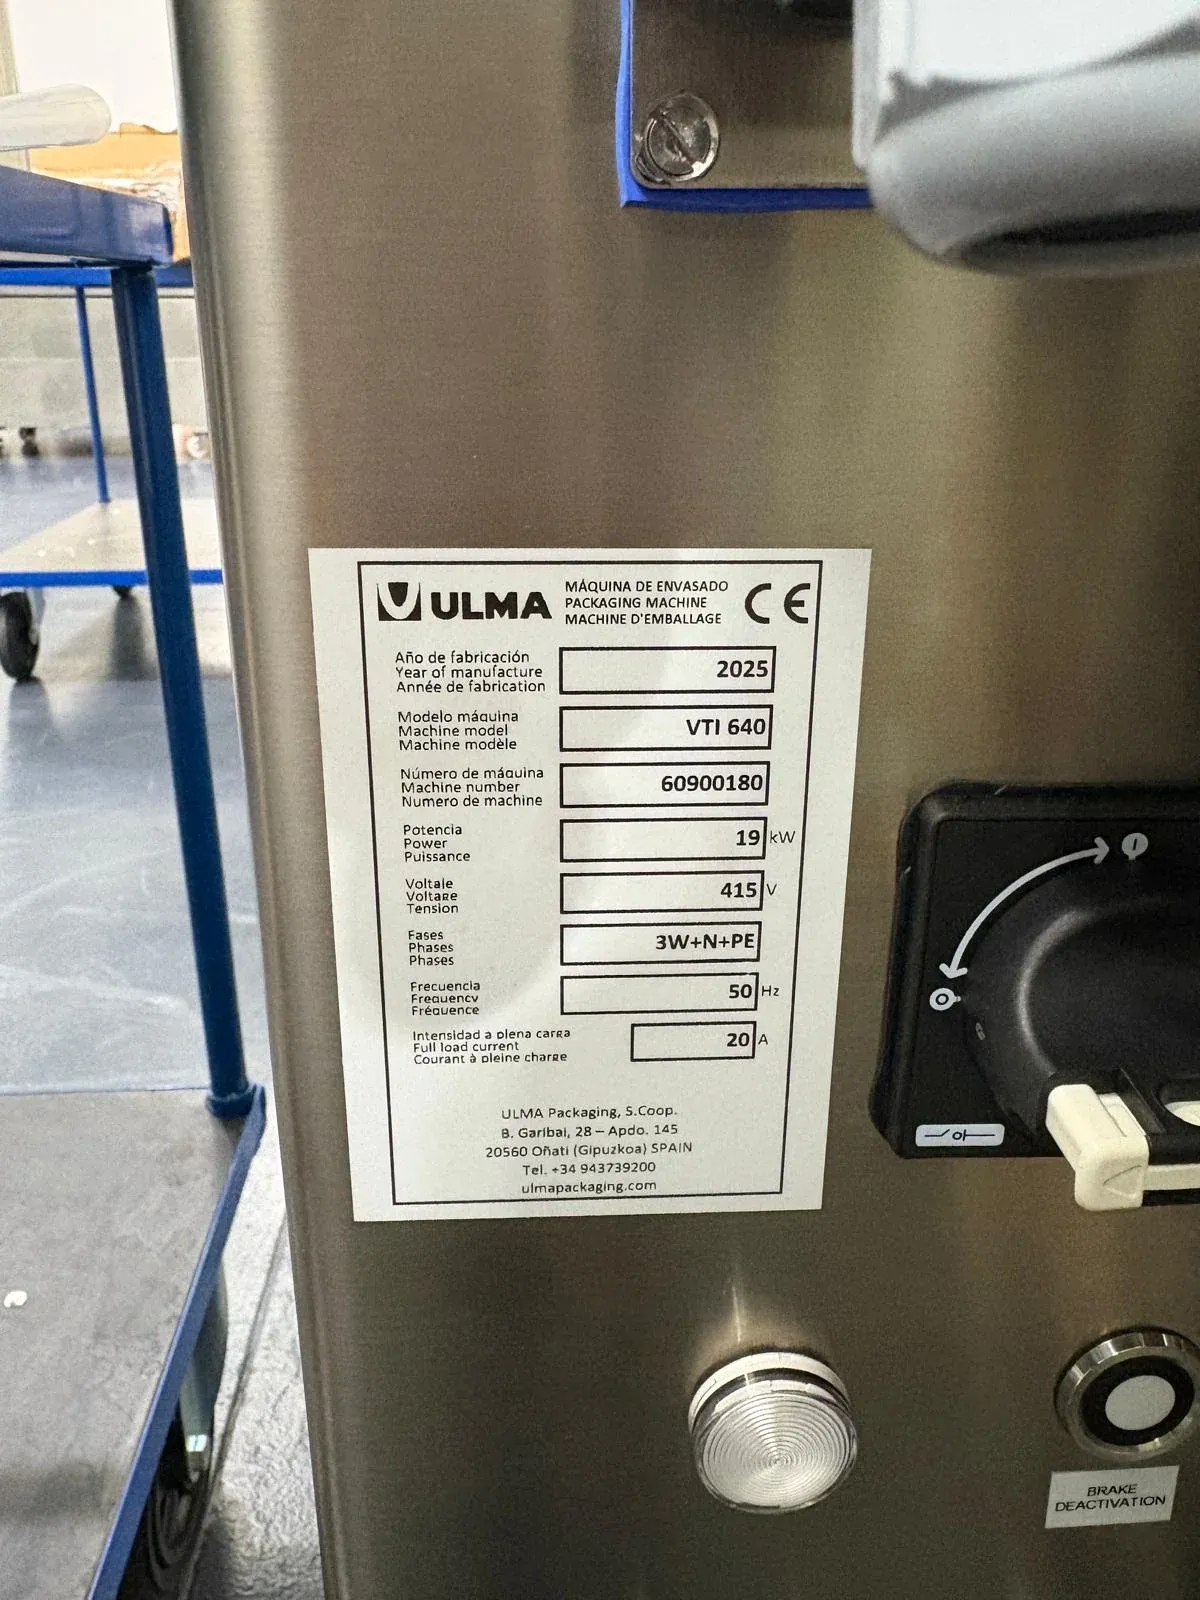 ULMA
MÁQUINA DE ENVASADO
PACKAGING MACHINE
MACHINE D'EMBALLAGE
CE
Año de fabricación
Year of manufacture
Année de fabrication
2025
Modelo máquina
Machine model
Machine modèle
VTI 640
Número de máquina
Machine number
Numero de machine
60900180
Potencia
Power
Puissance
19 kW
Voltaje
Voltage
Tension
415 V
Fases
Phases
Phases
3W+N+PE
Frecuencia
Frequency
Fréquence
50 Hz
Intensidad a plena carga
Full load current
Courant à pleine charge
20 A
ULMA Packaging, S.Coop.
B. Garibai, 28 – Apdo. 145
20560 Oñati (Gipuzkoa) SPAIN
Tel. +34 943739200
ulmapackaging.com
BRAKE
DEACTIVATION